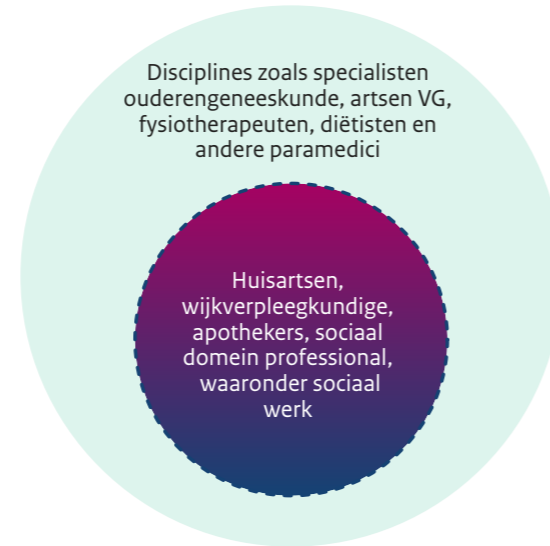 Disciplines zoals specialisten
ouderengeneeskunde, artsen VG,
fysiotherapeuten, diëtisten en
andere paramedici
Huisartsen,
wijkverpleegkundige,
apothekers, sociaal
domein professional,
waaronder sociaal
werk